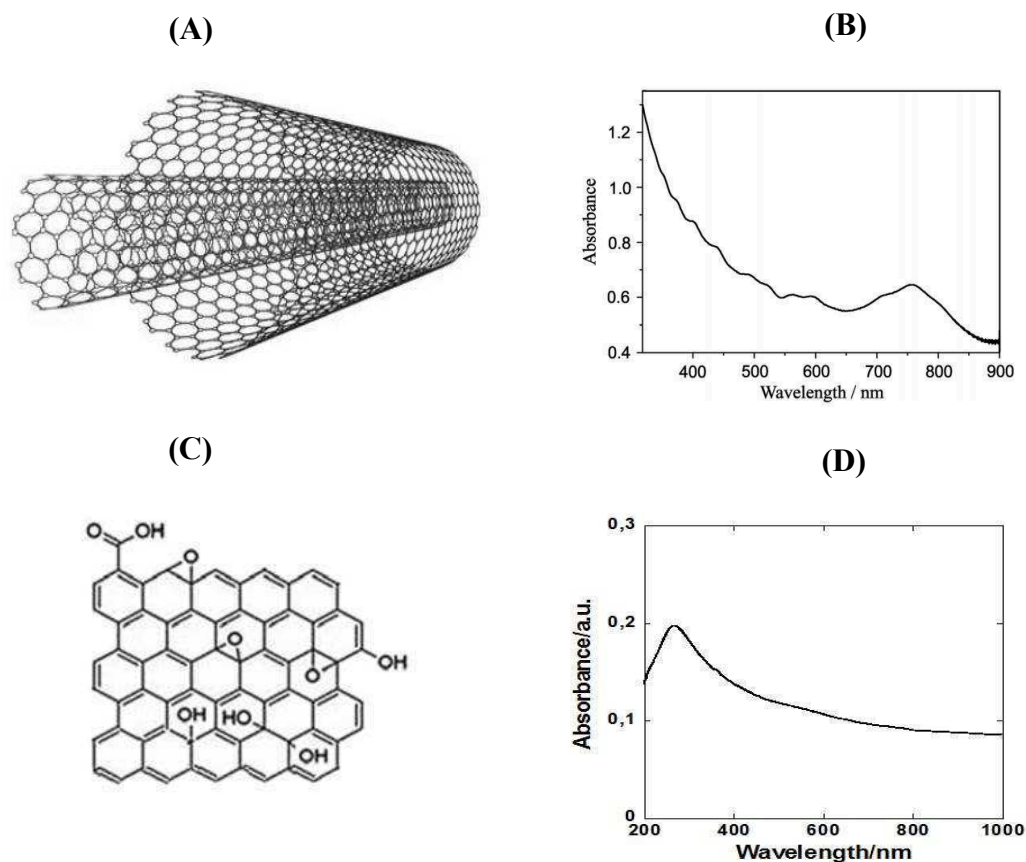 (A)
(B)
Absorbance
1.2
1.0
0.8
0.6
0.4
400 500 600 700 800 900
Wavelength / nm
(C)
O
OH
O
O
O
OH
OH
HO
OH
(D)
Absorbance/a.u.
0,3
0,2
0,1
0
200 400 600 800 1000
Wavelength/nm